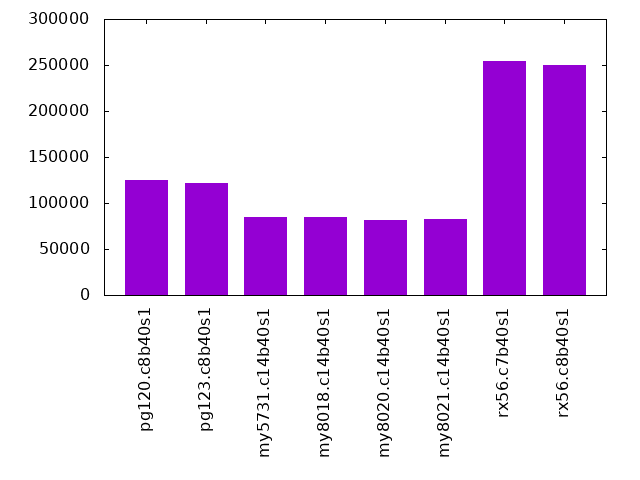 300000
250000
200000
150000
100000
50000
0
pg120.c8b40s1
pg123.c8b40s1
my5731.c14b40s1
my8018.c14b40s1
my8020.c14b40s1
my8021.c14b40s1
rx56.c7b40s1
rx56.c8b40s1